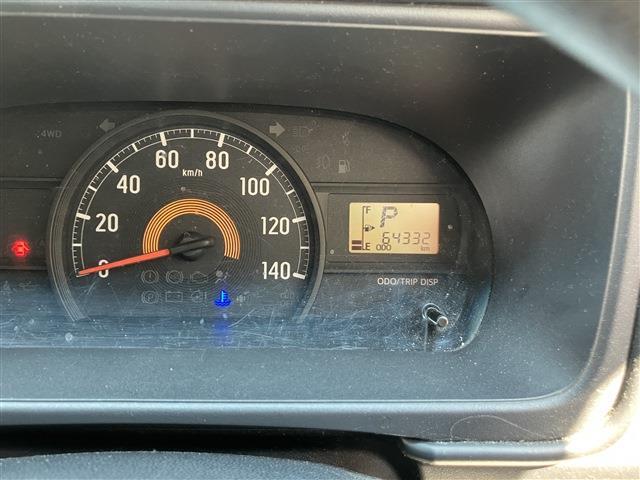 4WD
60 80
km/h
40 100
20 120
0 140
F P
64332
E ODO km
ODO/TRIP DISP